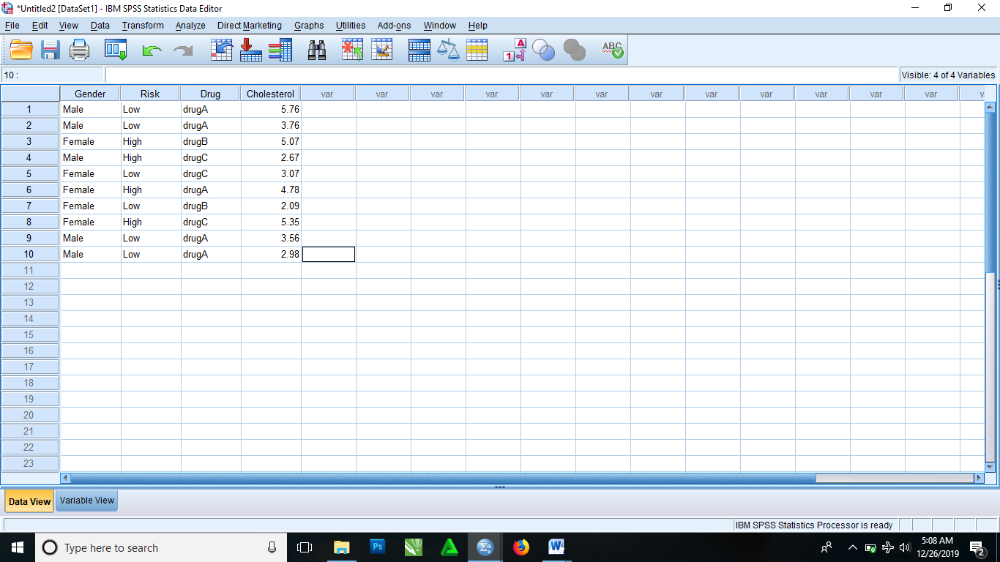 *Untitled2 [DataSet1] - IBM SPSS Statistics Data Editor
File Edit View Data Transform Analyze Direct Marketing Graphs Utilities Add-ons Window Help
A
1
ABC
10 :
Visible: 4 of 4 Variables
Gender Risk Drug Cholesterol var var var var var var var var var var var var
1 Male Low drugA 5.76
2 Male Low drugA 3.76
3 Female High drugB 5.07
4 Male High drugC 2.67
5 Female Low drugC 3.07
6 Female High drugA 4.78
7 Female Low drugB 2.09
8 Female High drugC 5.35
9 Male Low drugA 3.56
10 Male Low drugA 2.98
11
12
13
14
15
16
17
18
19
20
21
22
23
Data View Variable View
IBM SPSS Statistics Processor is ready
Type here to search
Ps
Σα
W
5:08 AM
12/26/2019
2